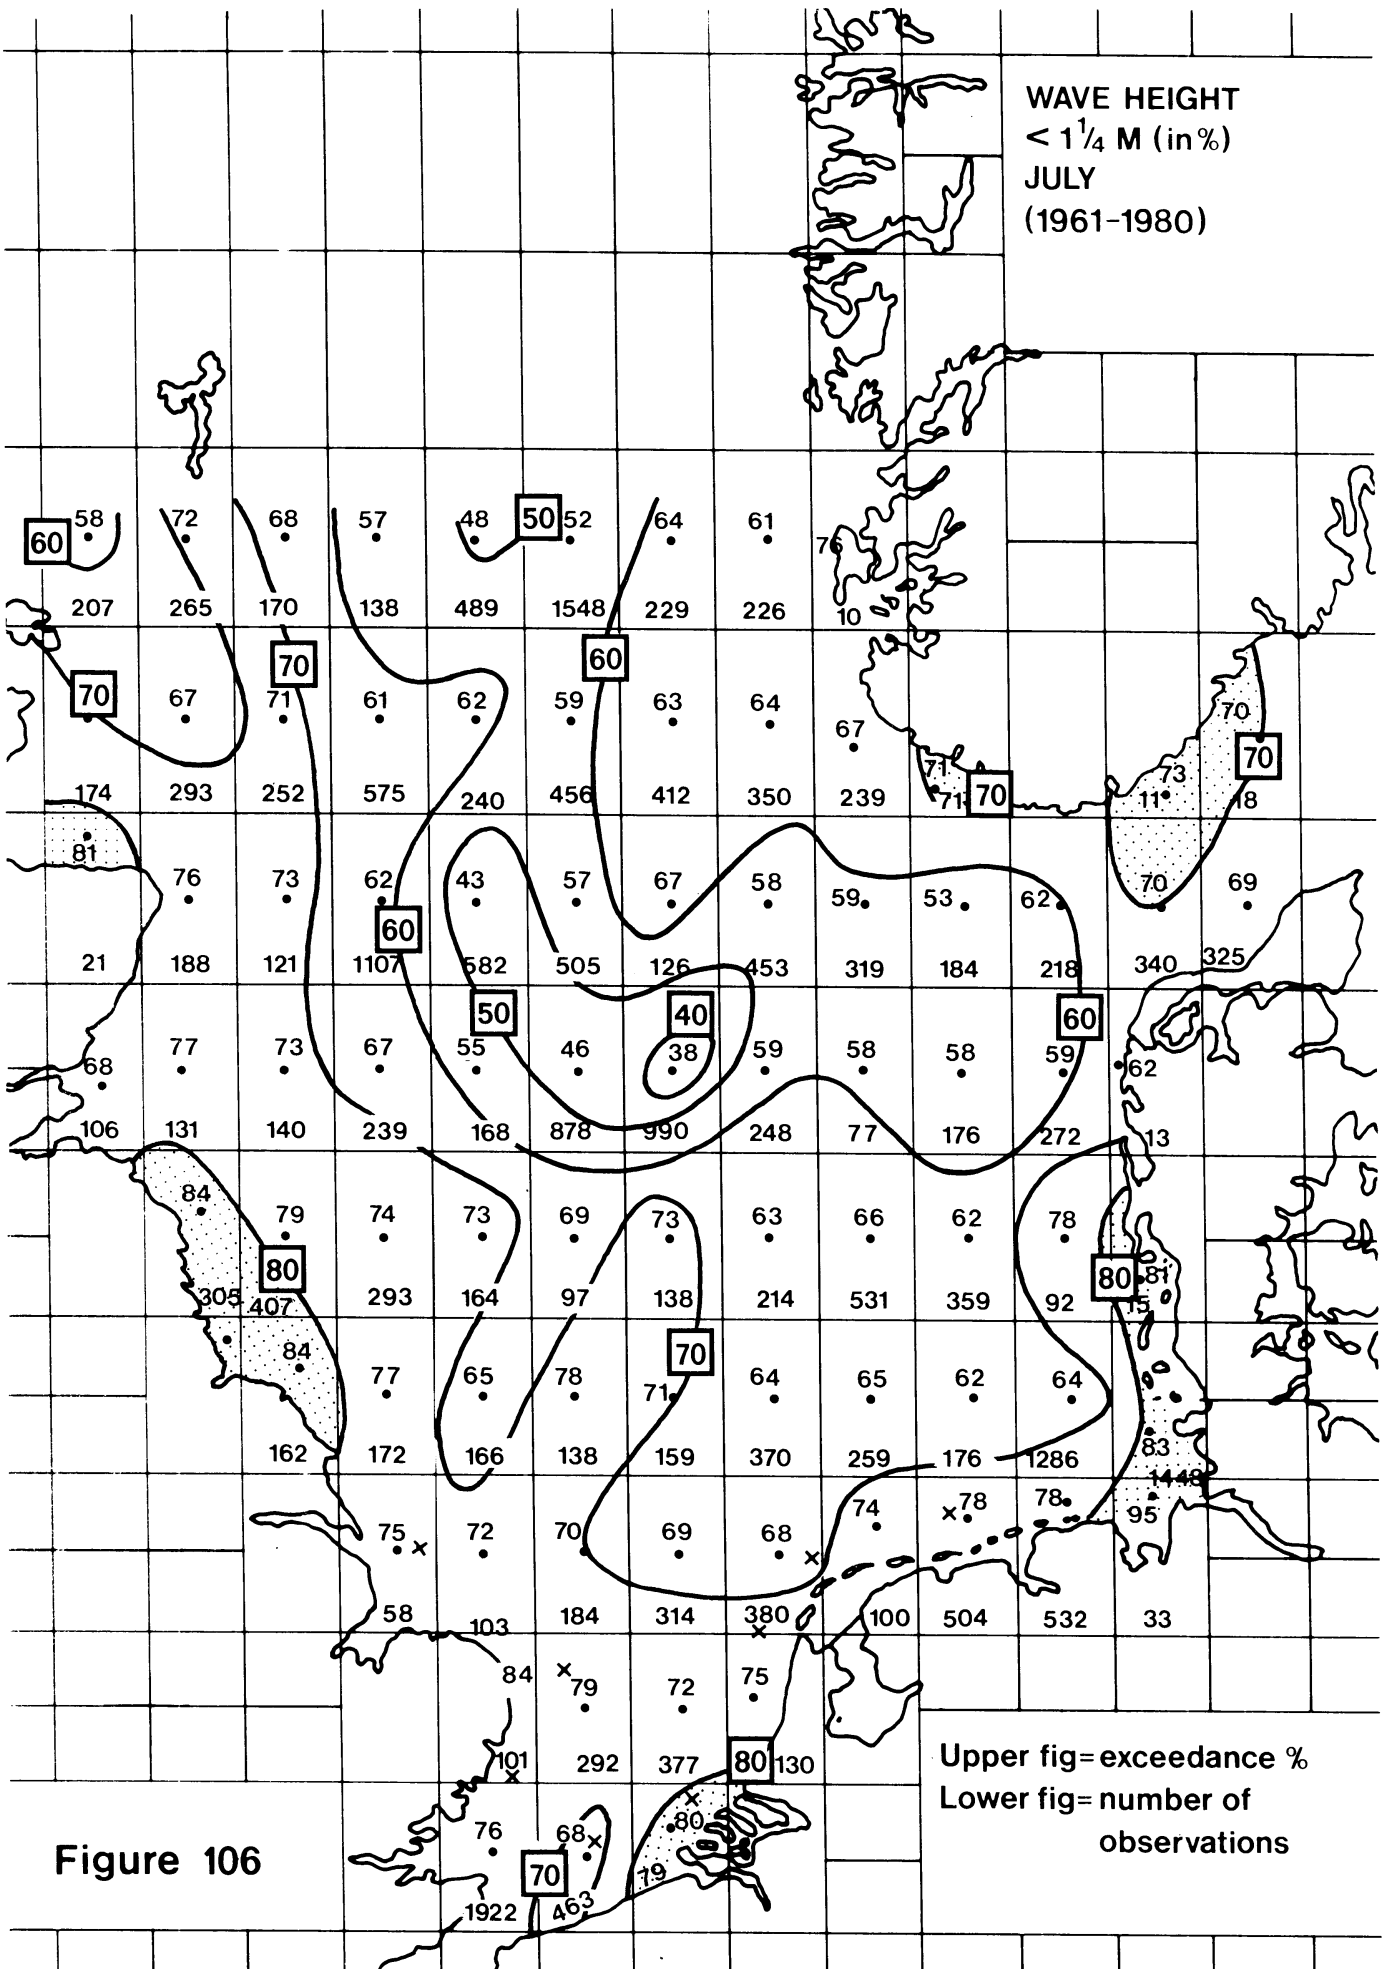 WAVE HEIGHT
< 1¼ M (in %)
JULY
(1961-1980)
58 72 68 57 48 50 52 64 61
60
76
207 265 170 138 489 1548 229 226 10
70 60
70 67 71 61 62 59 63 64
67
70
71 70 73 70
174 293 252 575 240 456 412 350 239 71 11 18
81
76 73 62 43 57 67 58 59 53 62 70 69
60
21 188 121 1107 582 505 126 453 319 184 218 340 325
50 40 60
68 77 73 67 55 46 38 59 58 58 59 62
106 131 140 239 168 878 990 248 77 176 272 13
84
79 74 73 69 73 63 66 62 78
80 80 81
305 407 293 164 97 138 214 531 359 92 15
84 70
77 65 78 71 64 65 62 64
162 172 166 138 159 370 259 176 1286 83
1448
75 72 70 69 68 74 78 78 95
58 103 184 314 380 100 504 532 33
84 79 72 75
101 292 377 80 130
Upper fig= exceedance %
Lower fig= number of
observations
76 68 80
Figure 106
70 79
1922 463